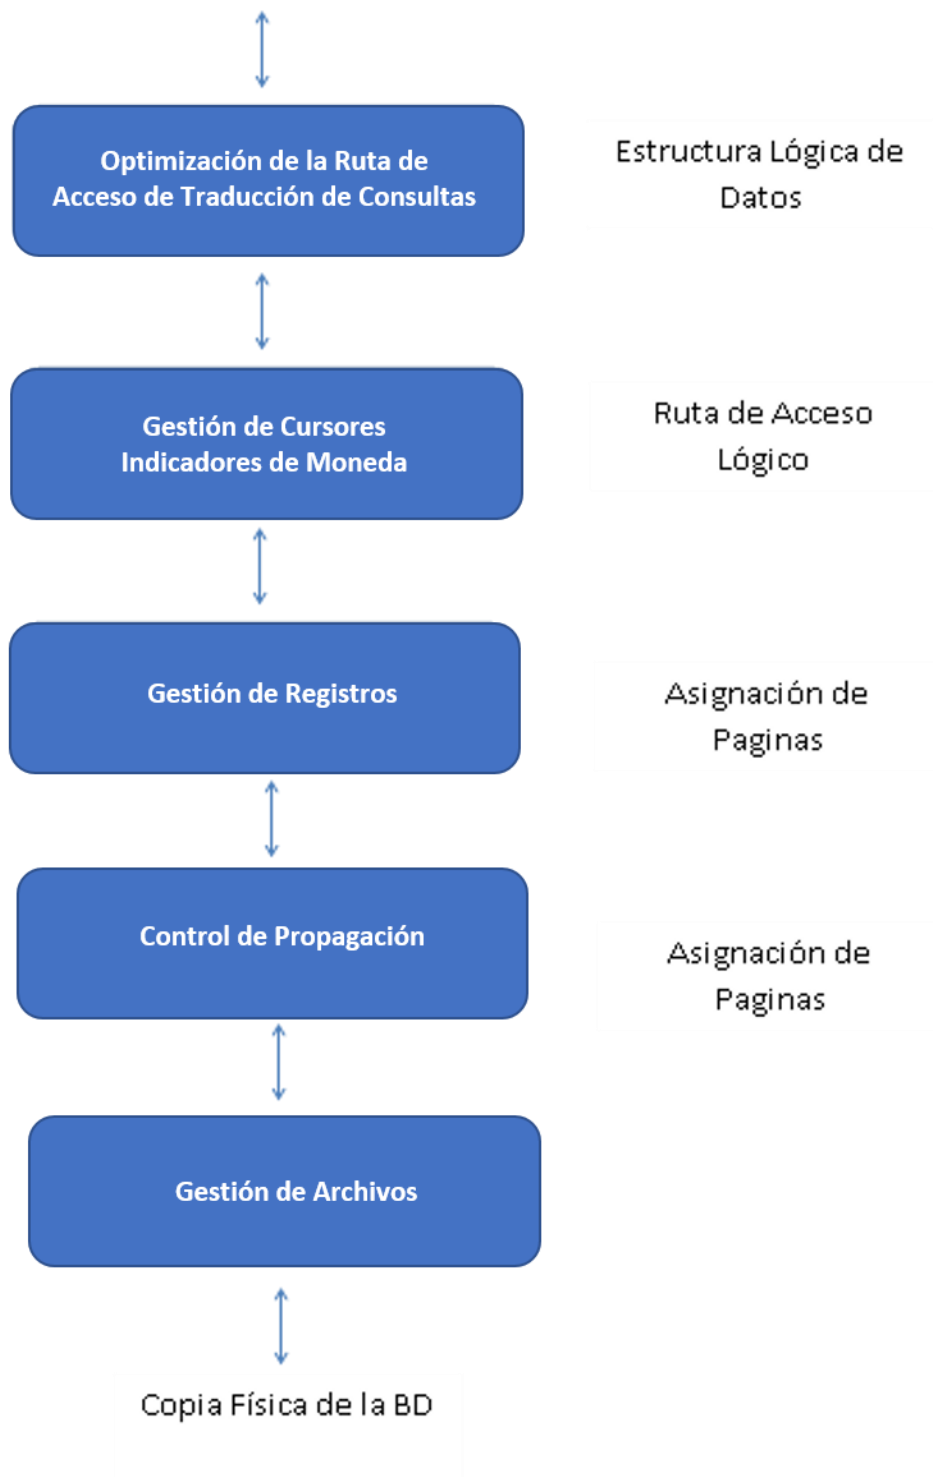 Optimización de la Ruta de
Acceso de Traducción de Consultas
Estructura Lógica de
Datos
Gestión de Cursores
Indicadores de Moneda
Ruta de Acceso
Lógico
Gestión de Registros
Asignación de
Paginas
Control de Propagación
Asignación de
Paginas
Gestión de Archivos
Copia Física de la BD